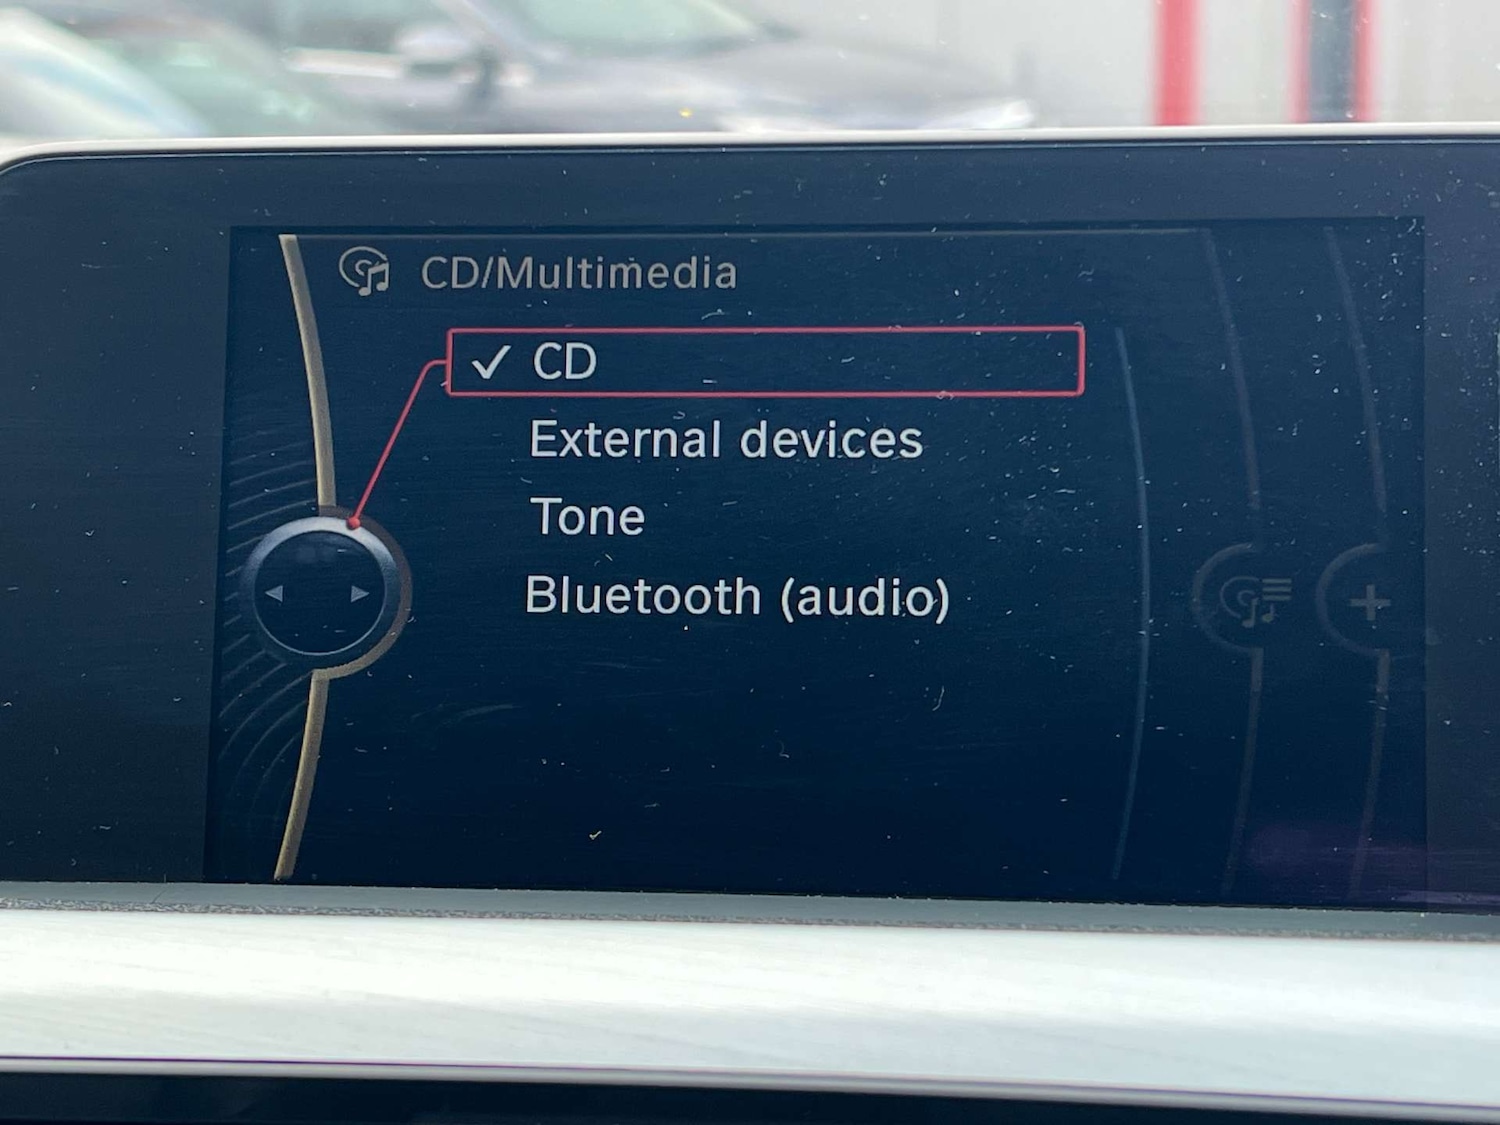 CD/Multimedia
CD
External devices
Tone
Bluetooth (audio)